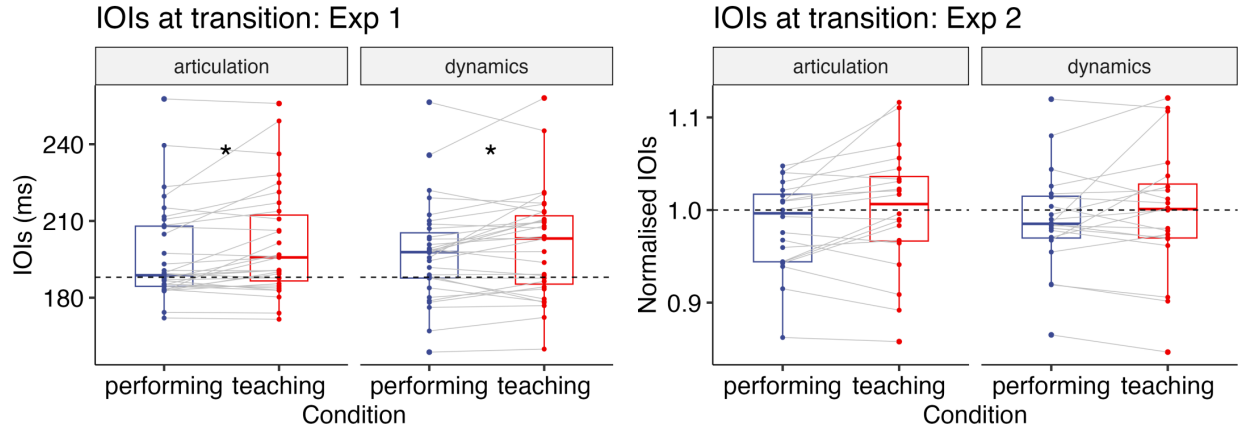 IOIs at transition: Exp 1
articulation
dynamics
*
*
IOIs (ms)
240
210
180
performing
teaching
performing
teaching
Condition
IOIs at transition: Exp 2
articulation
dynamics
Normalised IOIs
1.1
1.0
0.9
performing
teaching
performing
teaching
Condition